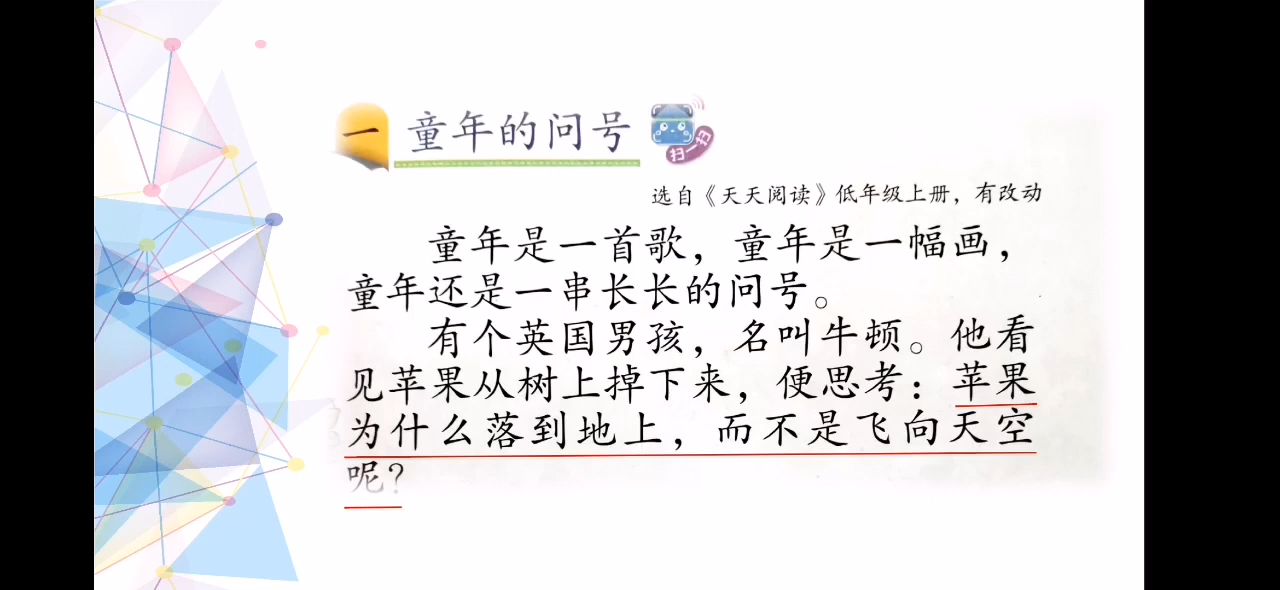 一 童年的问号
扫一扫
选自《天天阅读》低年级上册，有改动
童年是一首歌，童年是一幅画，
童年还是一串长长的问号。
有个英国男孩，名叫牛顿。他看
见苹果从树上掉下来，便思考：苹果
为什么落到地上，而不是飞向天空
呢？